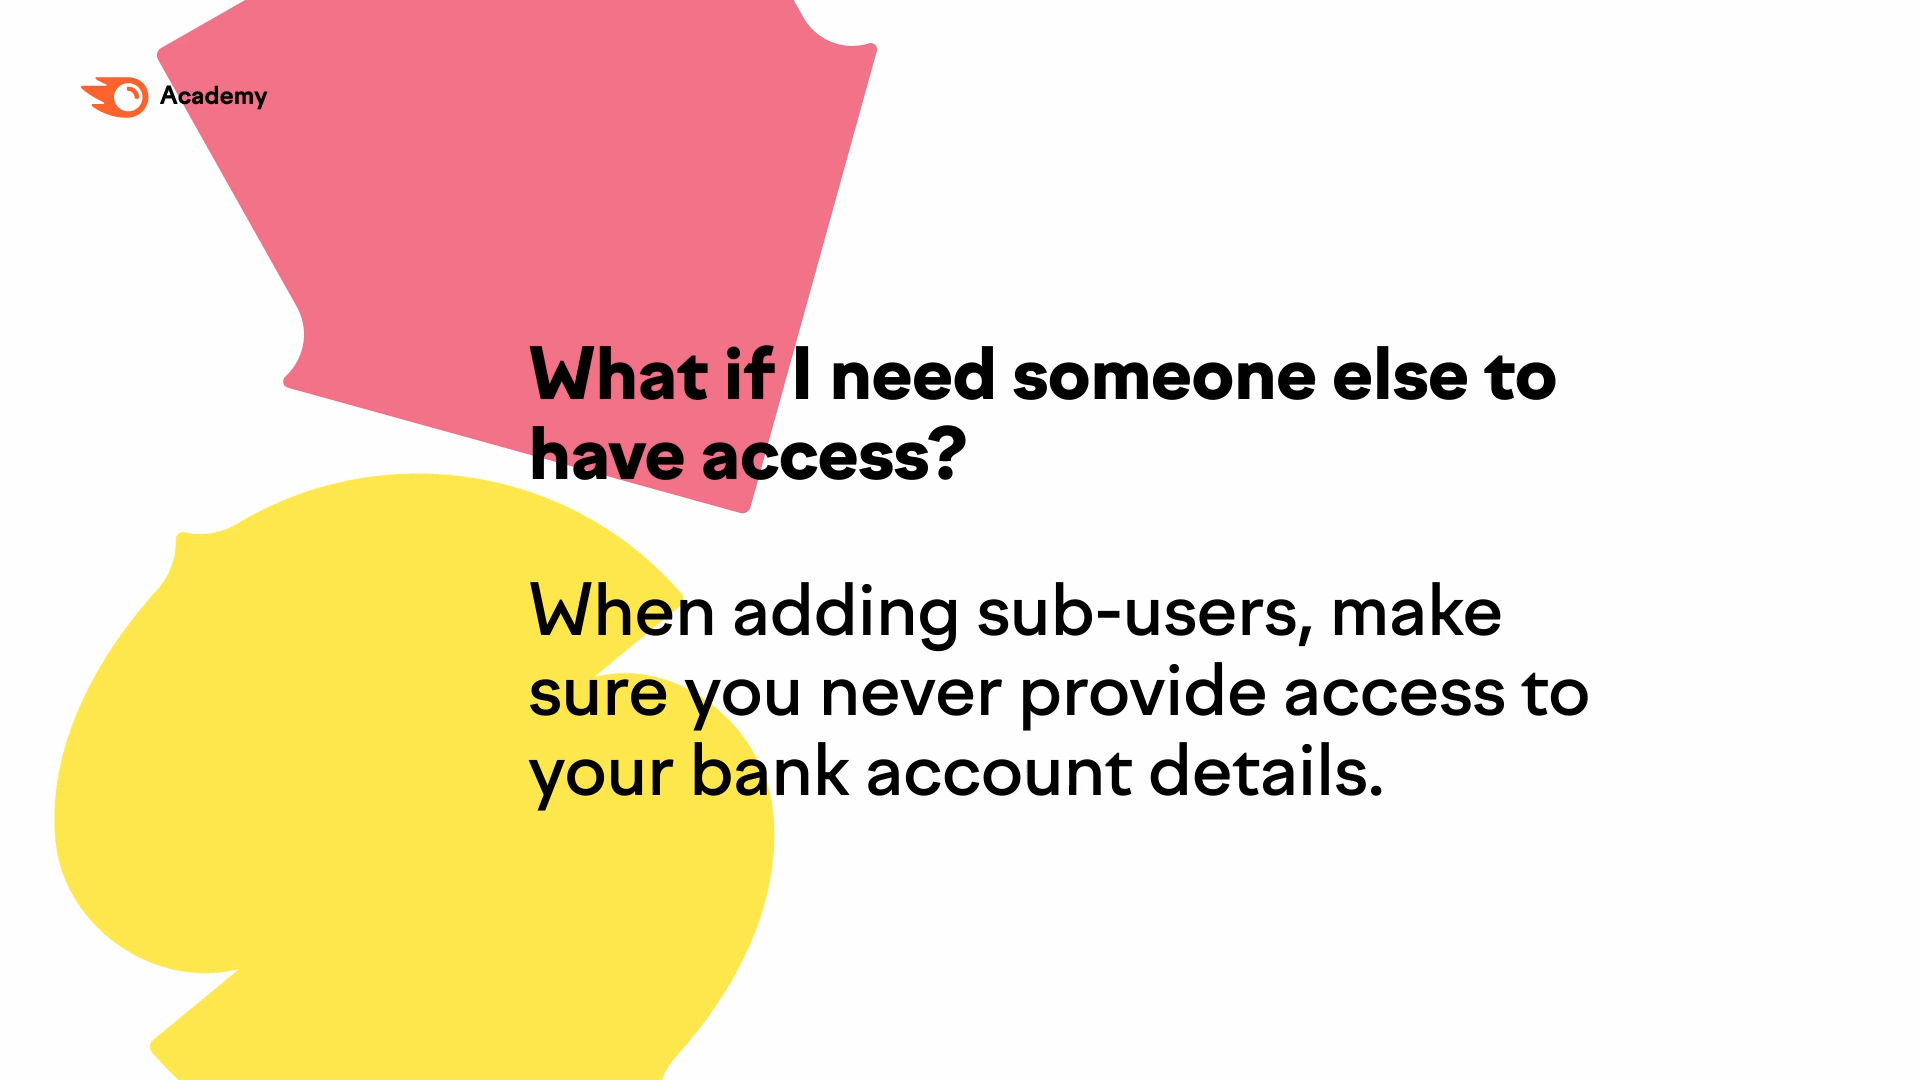 Academy
What if I need someone else to
have access?
When adding sub-users, make
sure you never provide access to
your bank account details.